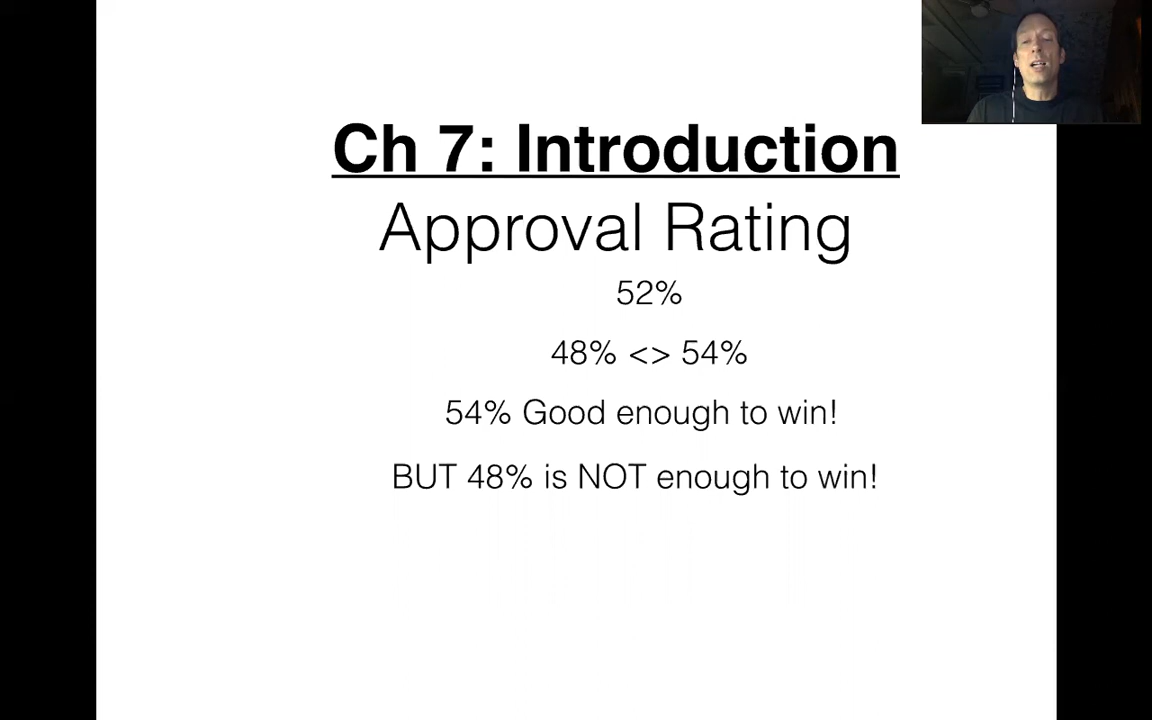 Ch 7: Introduction
Approval Rating
52%
48% <> 54%
54% Good enough to win!
BUT 48% is NOT enough to win!